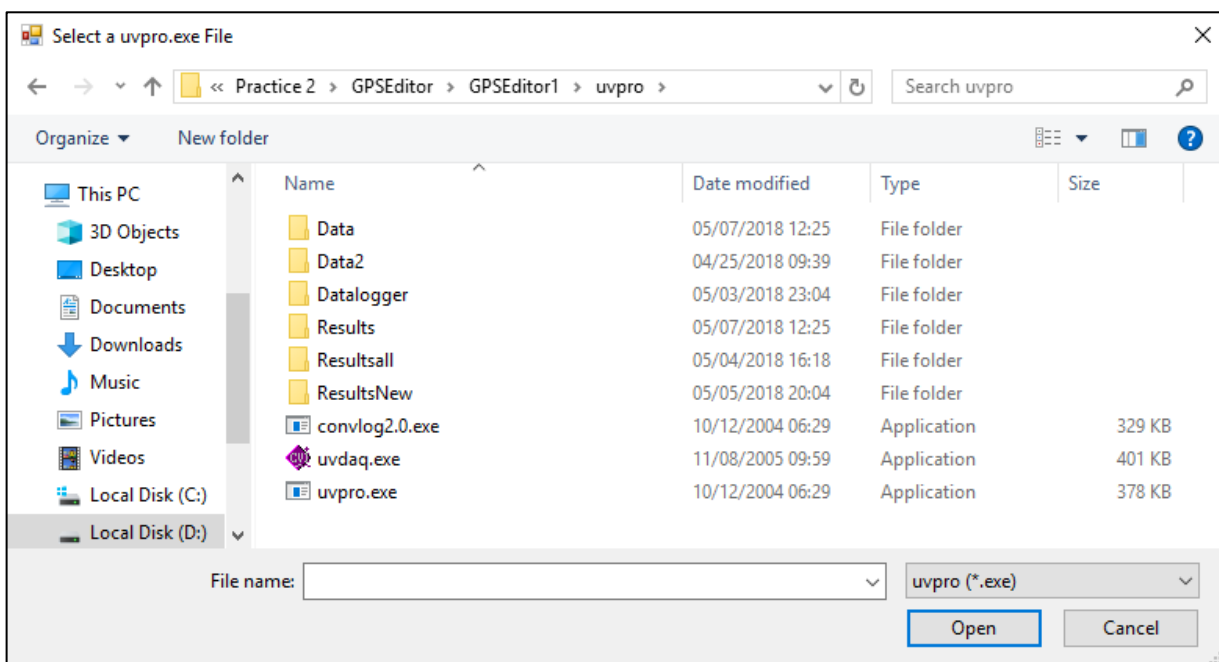 Select a uvpro.exe File
« Practice 2 › GPSEditor › GPSEditor1 › uvpro ›
Search uvpro
Organize
New folder
This PC
3D Objects
Desktop
Documents
Downloads
Music
Pictures
Videos
Local Disk (C:)
Local Disk (D:)
Name Date modified Type Size
Data 05/07/2018 12:25 File folder
Data2 04/25/2018 09:39 File folder
Datalogger 05/03/2018 23:04 File folder
Results 05/07/2018 12:25 File folder
Resultsall 05/04/2018 16:18 File folder
ResultsNew 05/05/2018 20:04 File folder
convlog2.0.exe 10/12/2004 06:29 Application 329 KB
uvdaq.exe 11/08/2005 09:59 Application 401 KB
uvpro.exe 10/12/2004 06:29 Application 378 KB
File name:
uvpro (*.exe)
Open Cancel